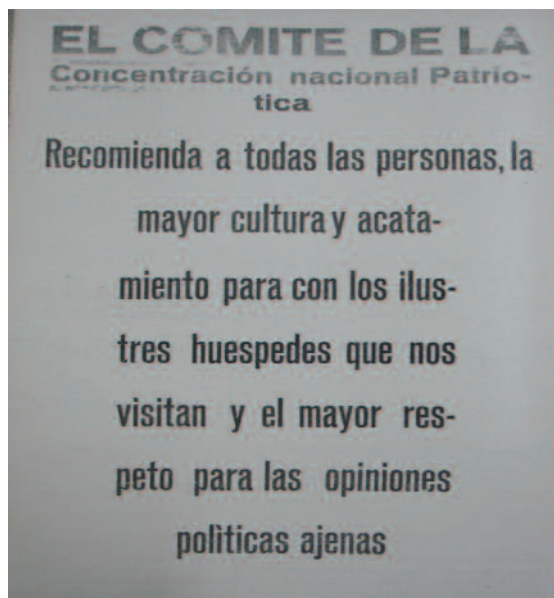 EL COMITE DE LA
Concentración nacional Patrio-
tica
Recomienda a todas las personas, la
mayor cultura y acata-
miento para con los ilus-
tres huespedes que nos
visitan y el mayor res-
peto para las opiniones
polìticas ajenas